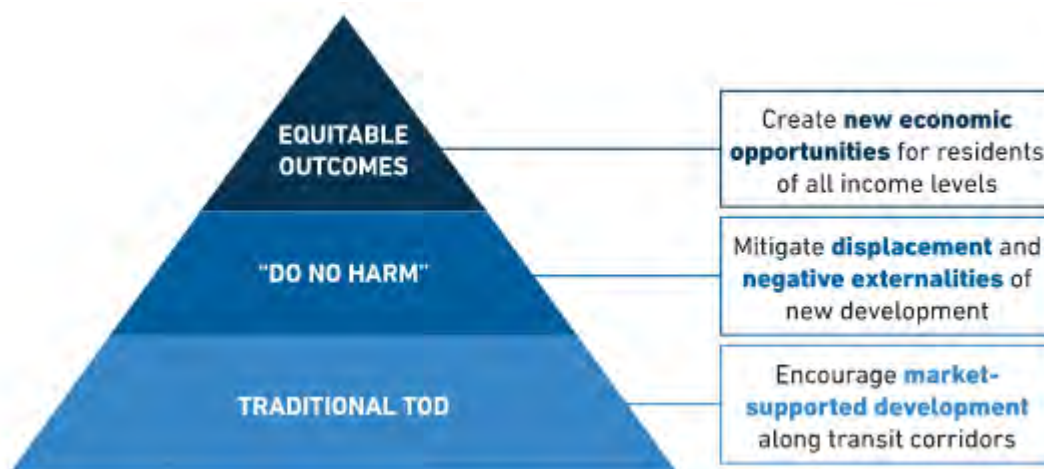 EQUITABLE
OUTCOMES
Create new economic
opportunities for residents
of all income levels
"DO NO HARM"
Mitigate displacement and
negative externalities of
new development
TRADITIONAL TOD
Encourage market-
supported development
along transit corridors